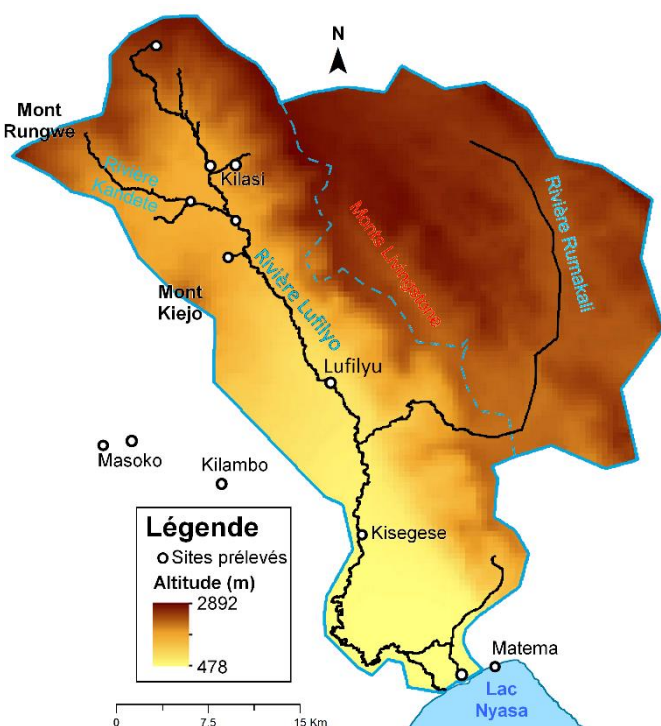 N
Mont
Rungwe
Rivière
Kandete
Kilasi
Monts Livingstone
Rivière Rumakali
Mont
Kiejo
Rivière Lufilyo
Lufilyu
Masoko
Kilambo
Kisegese
Légende
Sites prélevés
Altitude (m)
2892
478
Matema
Lac
Nyasa
0 7.5 15 Km